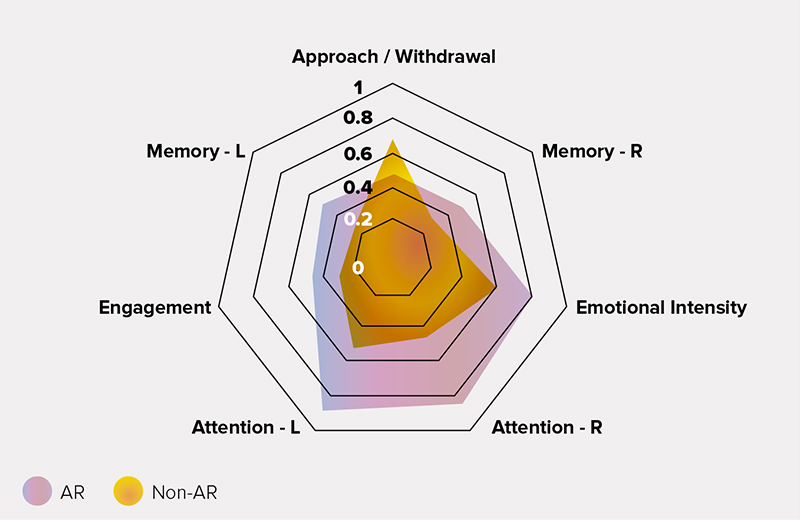 Approach / Withdrawal
1
0.8
Memory - L
0.6
Memory - R
0.4
0.2
0
Engagement
Emotional Intensity
Attention - L
Attention - R
AR
Non-AR